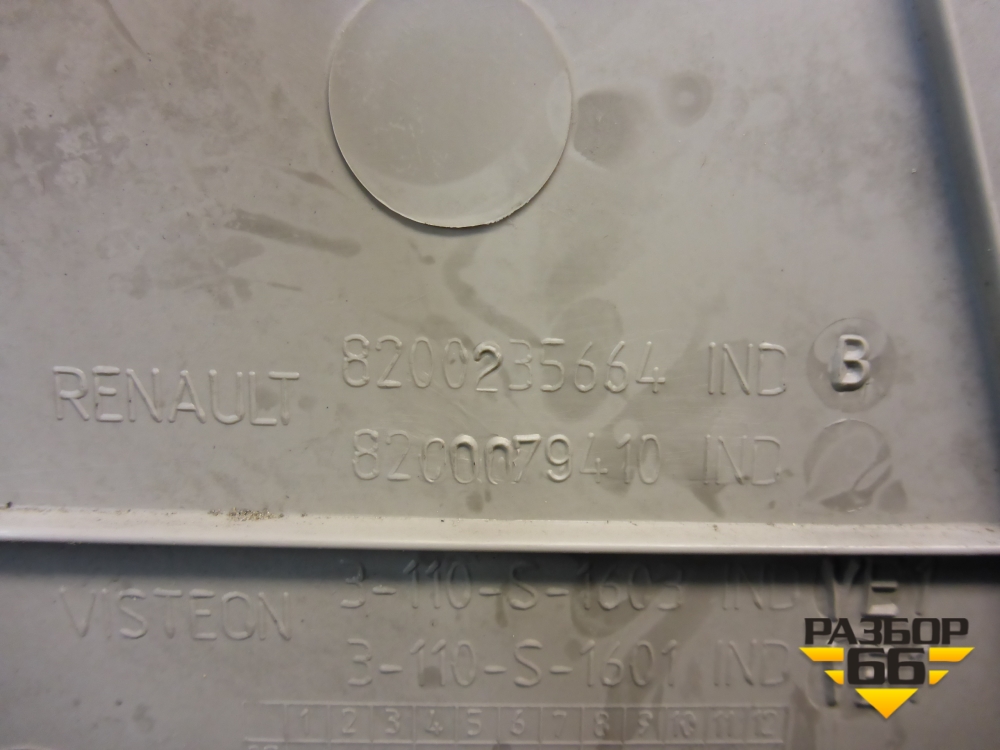 RENAULT 8200235664 IND B
8200079410 IND
VISTEON 3-110-S-1603 IND
3-110-S-1601 IND
1 2 3 4 5 6 7 8 9 10 11 12
РАЗБОР
66